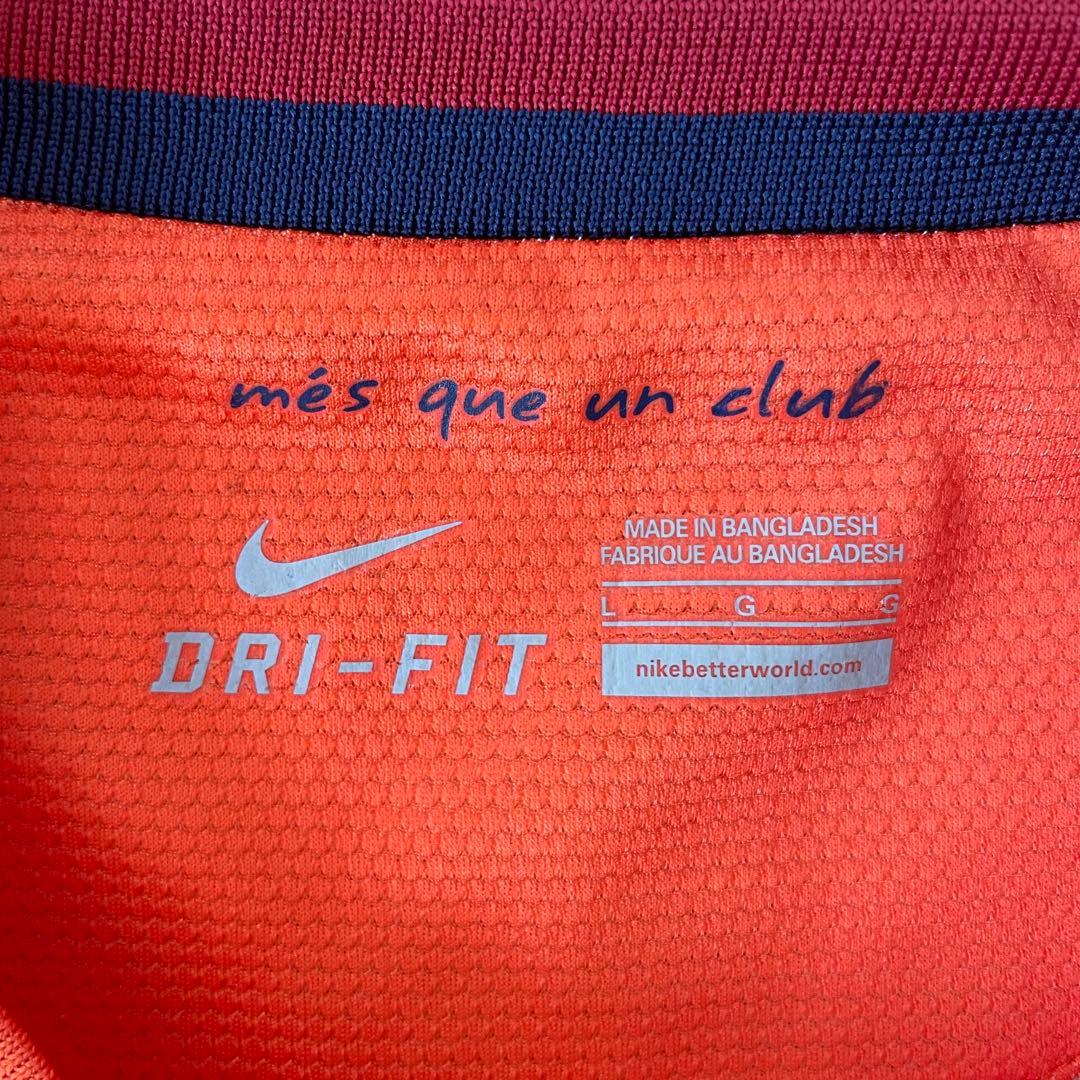 més que un club
DRI-FIT
MADE IN BANGLADESH
FABRIQUE AU BANGLADESH
L G G
nikebetterworld.com